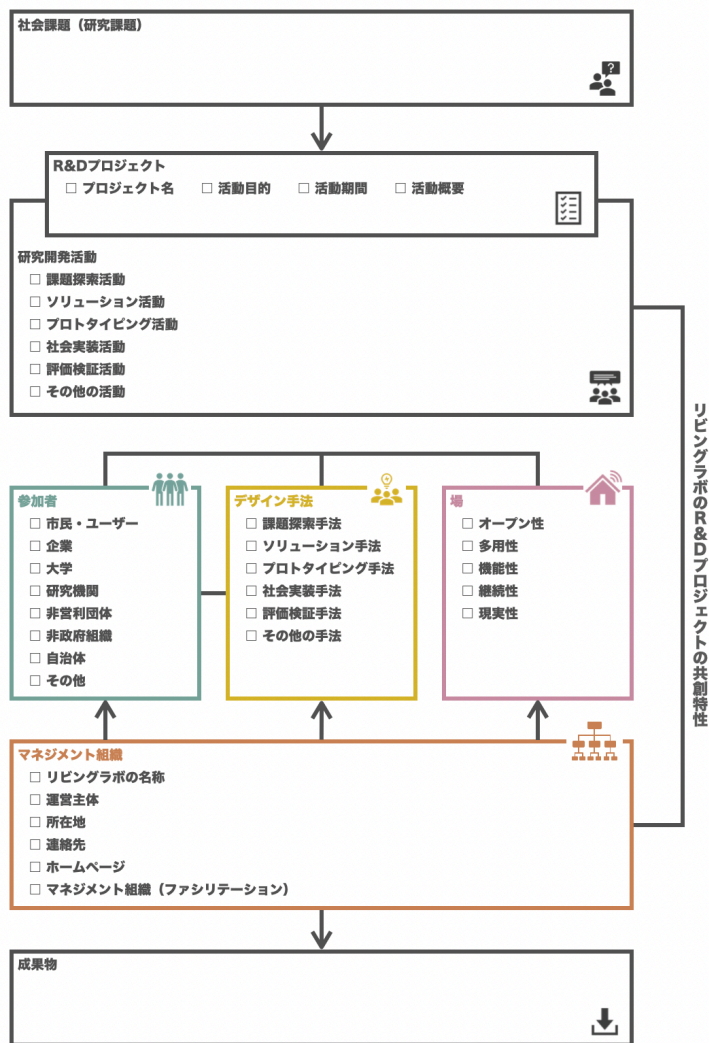 社会課題（研究課題）
?
R&Dプロジェクト
□ プロジェクト名 □ 活動目的 □ 活動期間 □ 活動概要
研究開発活動
□ 課題探索活動
□ ソリューション活動
□ プロトタイピング活動
□ 社会実装活動
□ 評価検証活動
□ その他の活動
リビングラボのR&Dプロジェクトの共創特性
参加者
□ 市民・ユーザー
□ 企業
□ 大学
□ 研究機関
□ 非営利団体
□ 非政府組織
□ 自治体
□ その他
デザイン手法
□ 課題探索手法
□ ソリューション手法
□ プロトタイピング手法
□ 社会実装手法
□ 評価検証手法
□ その他の手法
場
□ オープン性
□ 多用性
□ 機能性
□ 継続性
□ 現実性
マネジメント組織
□ リビングラボの名称
□ 運営主体
□ 所在地
□ 連絡先
□ ホームページ
□ マネジメント組織（ファシリテーション）
成果物